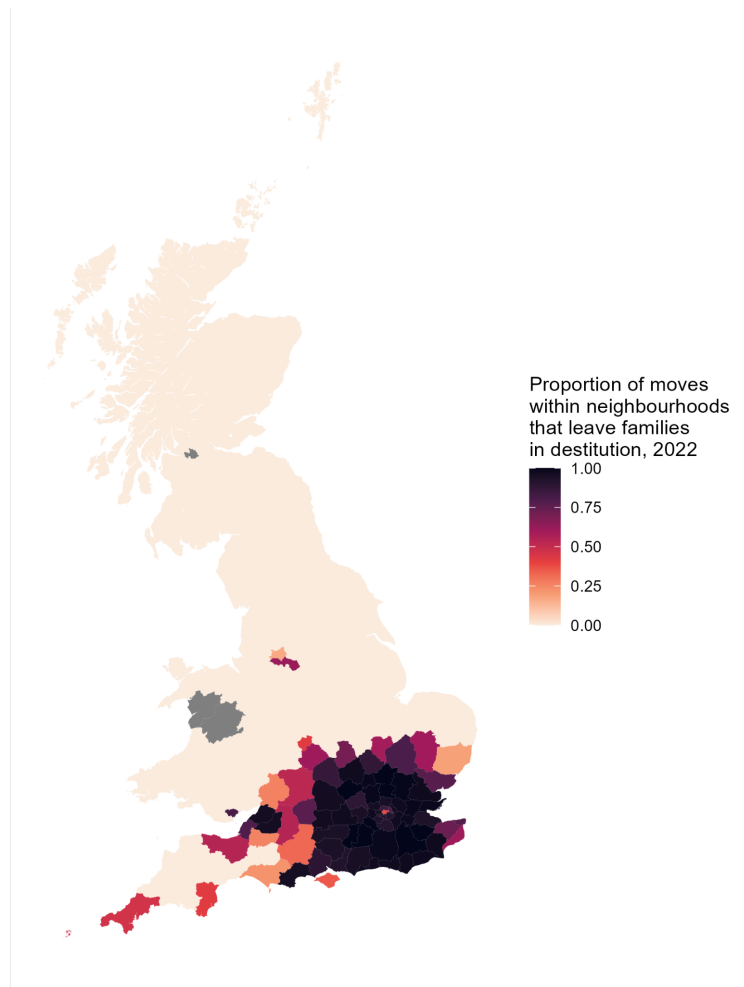 Proportion of moves
within neighbourhoods
that leave families
in destitution, 2022
1.00
0.75
0.50
0.25
0.00